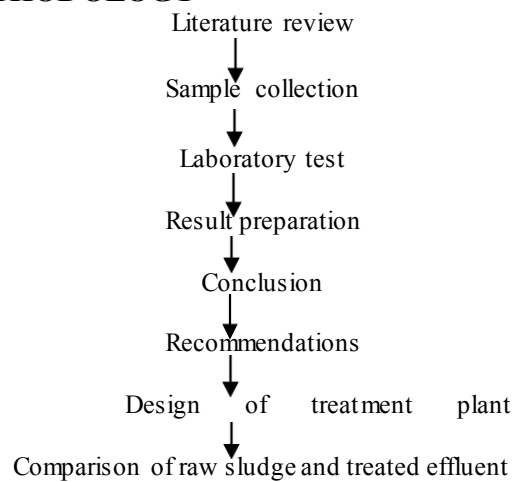 Literature review
Sample collection
Laboratory test
Result preparation
Conclusion
Recommendations
Design of treatment plant
Comparison of raw sludge and treated effluent